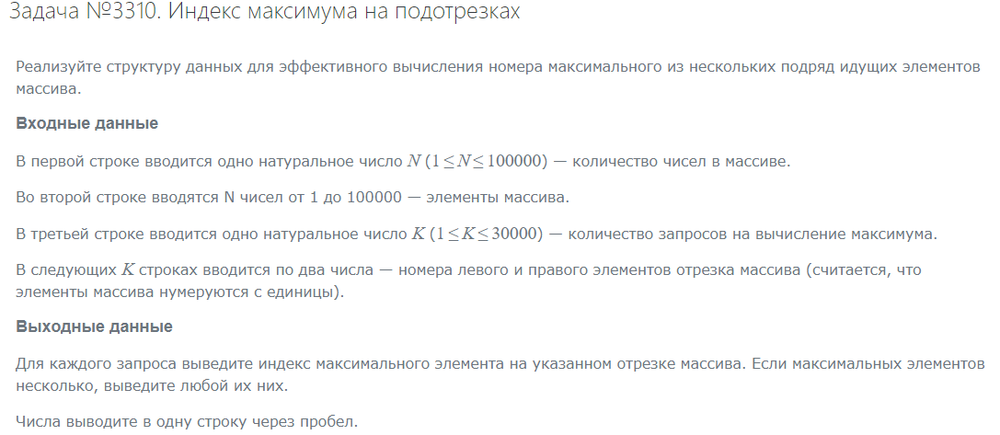 Задача №3310. Индекс максимума на подотрезках
Реализуйте структуру данных для эффективного вычисления номера максимального из нескольких подряд идущих элементов
массива.
Входные данные
В первой строке вводится одно натуральное число N (1≤N≤100000) — количество чисел в массиве.
Во второй строке вводятся N чисел от 1 до 100000 — элементы массива.
В третьей строке вводится одно натуральное число K (1≤K≤30000) — количество запросов на вычисление максимума.
В следующих K строках вводится по два числа — номера левого и правого элементов отрезка массива (считается, что
элементы массива нумеруются с единицы).
Выходные данные
Для каждого запроса выведите индекс максимального элемента на указанном отрезке массива. Если максимальных элементов
несколько, выведите любой их них.
Числа выводите в одну строку через пробел.